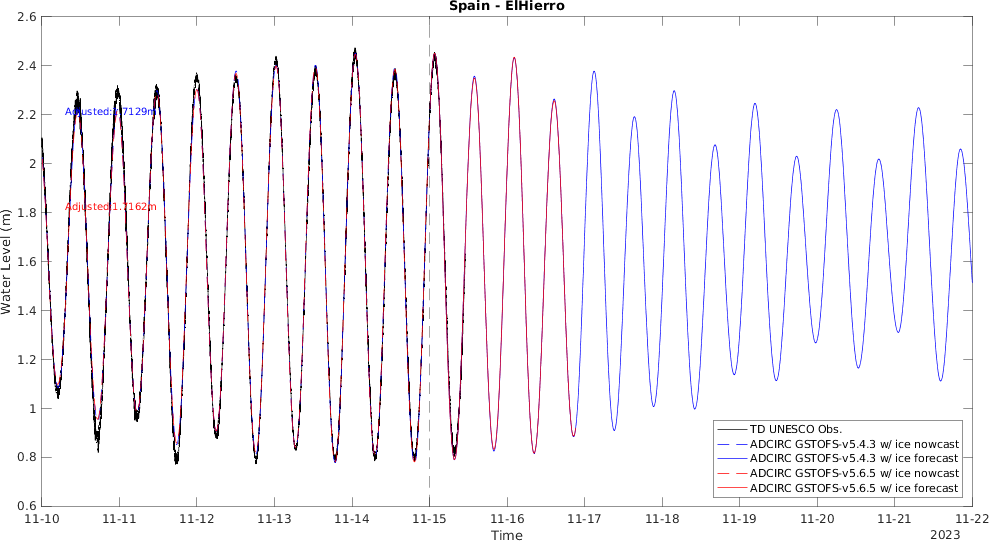 Spain - ElHierro
2.6
2.4
2.2
2
1.8
1.6
1.4
1.2
1
0.8
0.6
Water Level (m)
Adjusted:1.7129m
Adjusted:1.7162m
TD UNESCO Obs.
ADCIRC GSTOFS-v5.4.3 w/ ice nowcast
ADCIRC GSTOFS-v5.4.3 w/ ice forecast
ADCIRC GSTOFS-v5.6.5 w/ ice nowcast
ADCIRC GSTOFS-v5.6.5 w/ ice forecast
11-10 11-11 11-12 11-13 11-14 11-15 11-16 11-17 11-18 11-19 11-20 11-21 11-22
Time
2023